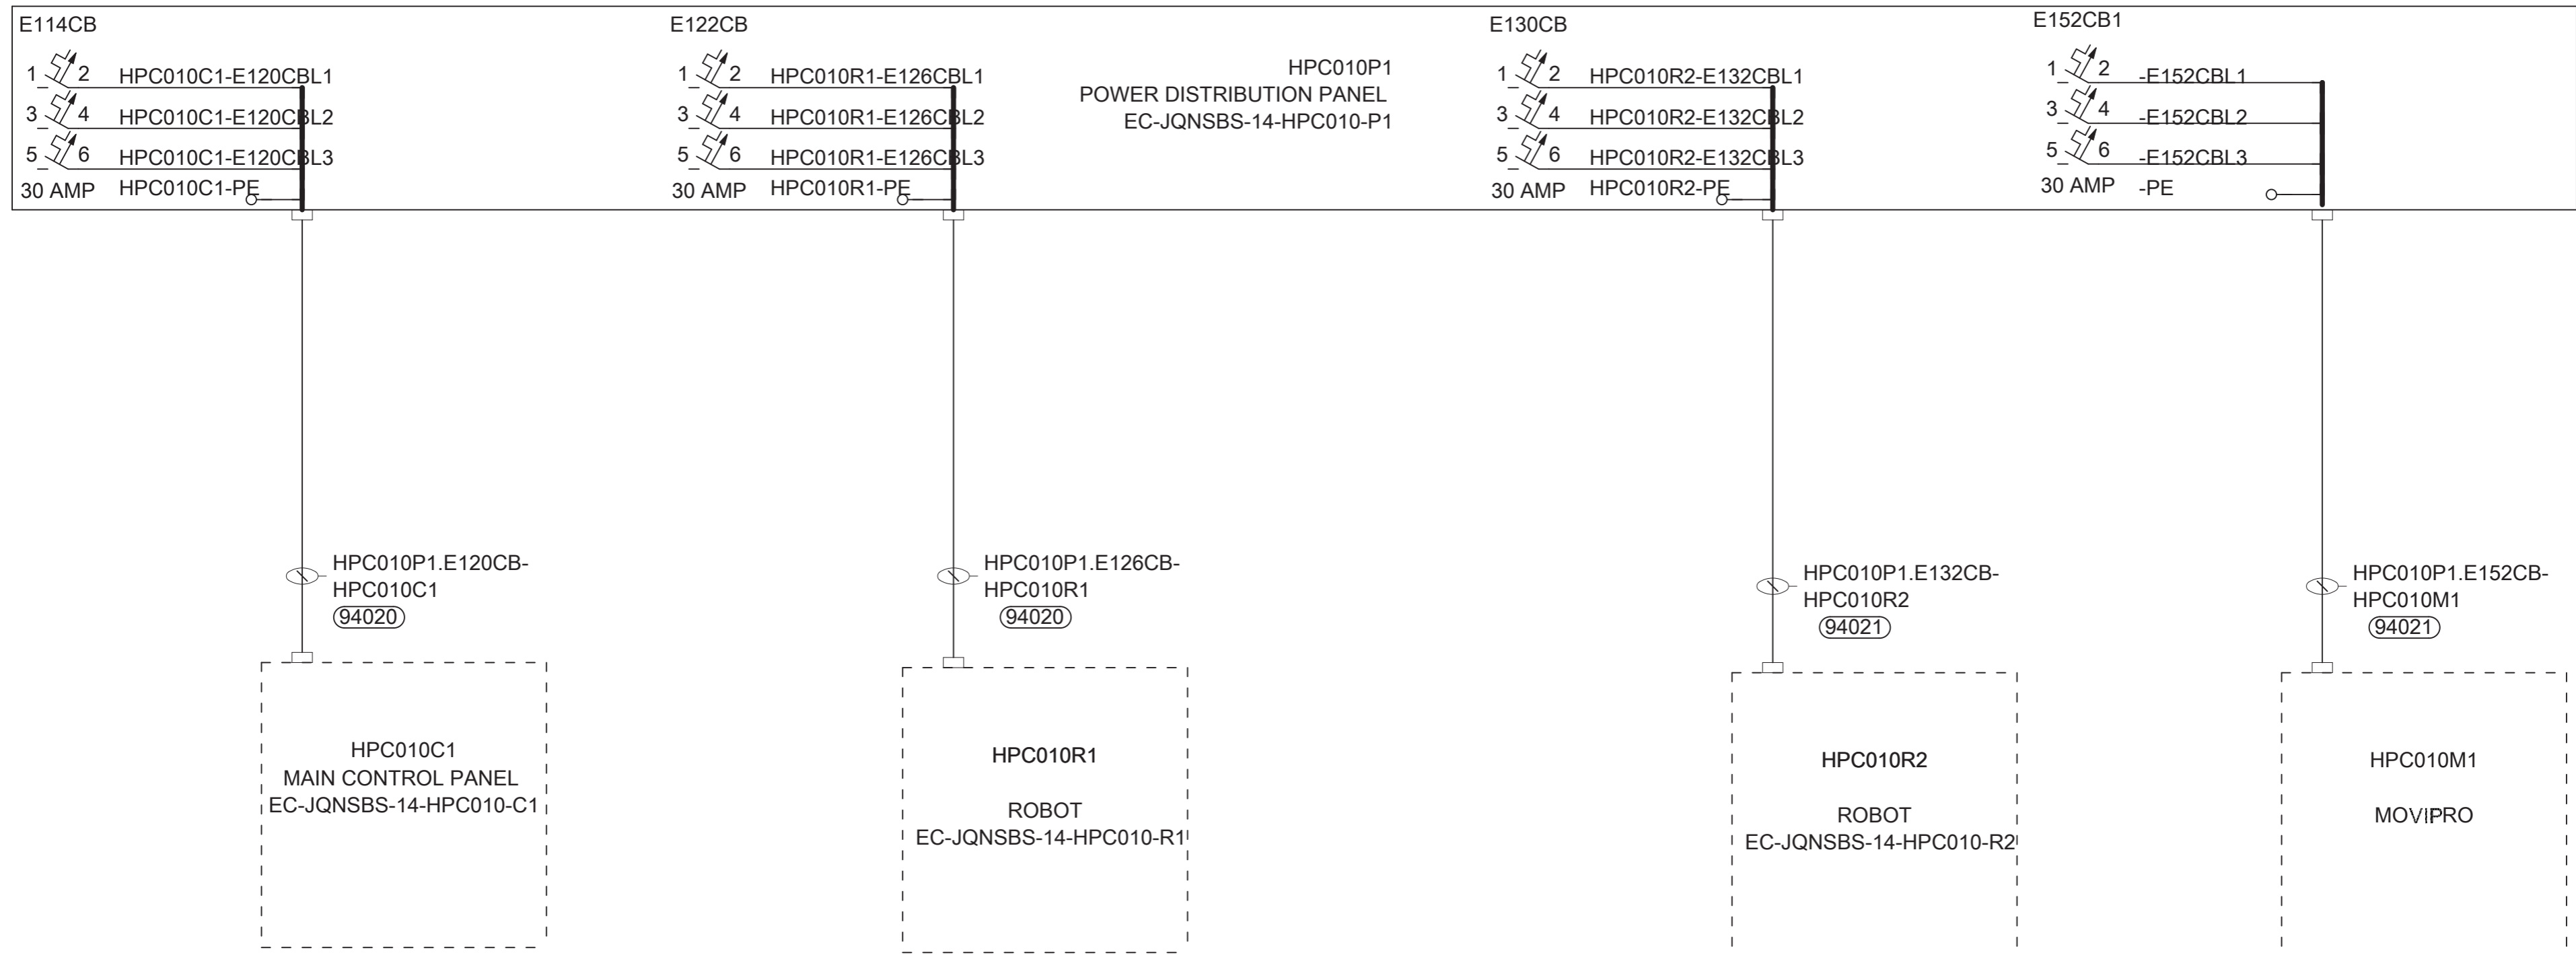 E114CB
1 2 HPC010C1-E120CBL1
3 4 HPC010C1-E120CBL2
5 6 HPC010C1-E120CBL3
30 AMP HPC010C1-PE
E122CB
1 2 HPC010R1-E126CBL1
3 4 HPC010R1-E126CBL2
5 6 HPC010R1-E126CBL3
30 AMP HPC010R1-PE
HPC010P1
POWER DISTRIBUTION PANEL
EC-JQNSBS-14-HPC010-P1
E130CB
1 2 HPC010R2-E132CBL1
3 4 HPC010R2-E132CBL2
5 6 HPC010R2-E132CBL3
30 AMP HPC010R2-PE
E152CB1
1 2 -E152CBL1
3 4 -E152CBL2
5 6 -E152CBL3
30 AMP -PE
HPC010P1.E120CB-
HPC010C1
94020
HPC010P1.E126CB-
HPC010R1
94020
HPC010P1.E132CB-
HPC010R2
94021
HPC010P1.E152CB-
HPC010M1
94021
HPC010C1
MAIN CONTROL PANEL
EC-JQNSBS-14-HPC010-C1
HPC010R1
ROBOT
EC-JQNSBS-14-HPC010-R1
HPC010R2
ROBOT
EC-JQNSBS-14-HPC010-R2
HPC010M1
MOVIPRO